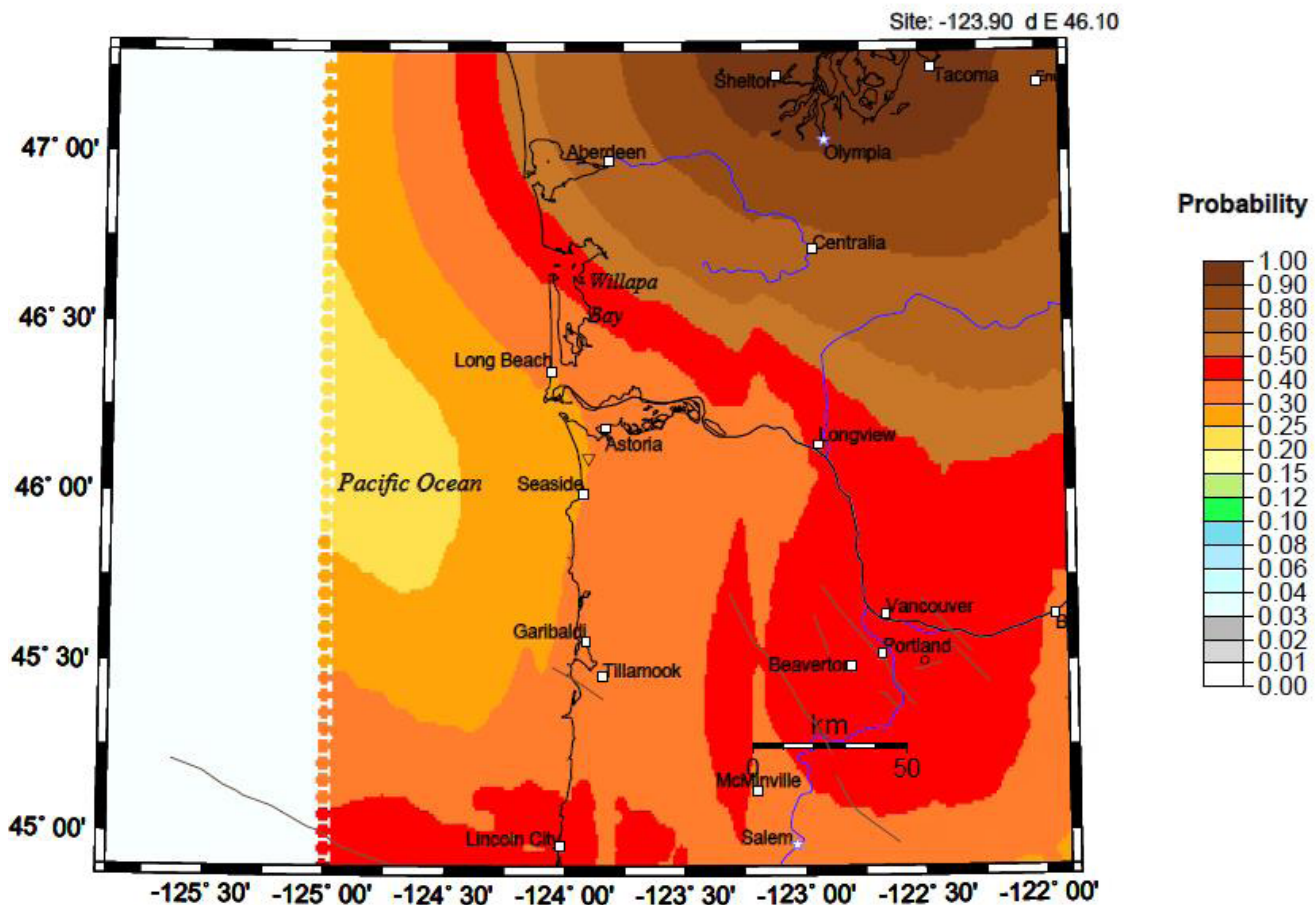 Site: -123.90 d E 46.10
Shelton
Tacoma
47° 00'
Aberdeen
Olympia
Centralia
46° 30'
Willapa
Bay
Long Beach
Longview
Astoria
46° 00'
Seaside
Pacific Ocean
Vancouver
Garibaldi
Portland
45° 30'
Tillamook
Beaverton
km
0
50
McMinville
45° 00'
Lincoln City
Salem
-125 30'
-125° 00'
-124° 30'
-124° 00'
-123° 30'
-123° 00'
-122° 30'
-122° 00'
Probability
1.00
0.90
0.80
0.60
0.50
0.40
0.30
0.25
0.20
0.15
0.12
0.10
0.08
0.06
0.04
0.03
0.02
0.01
0.00